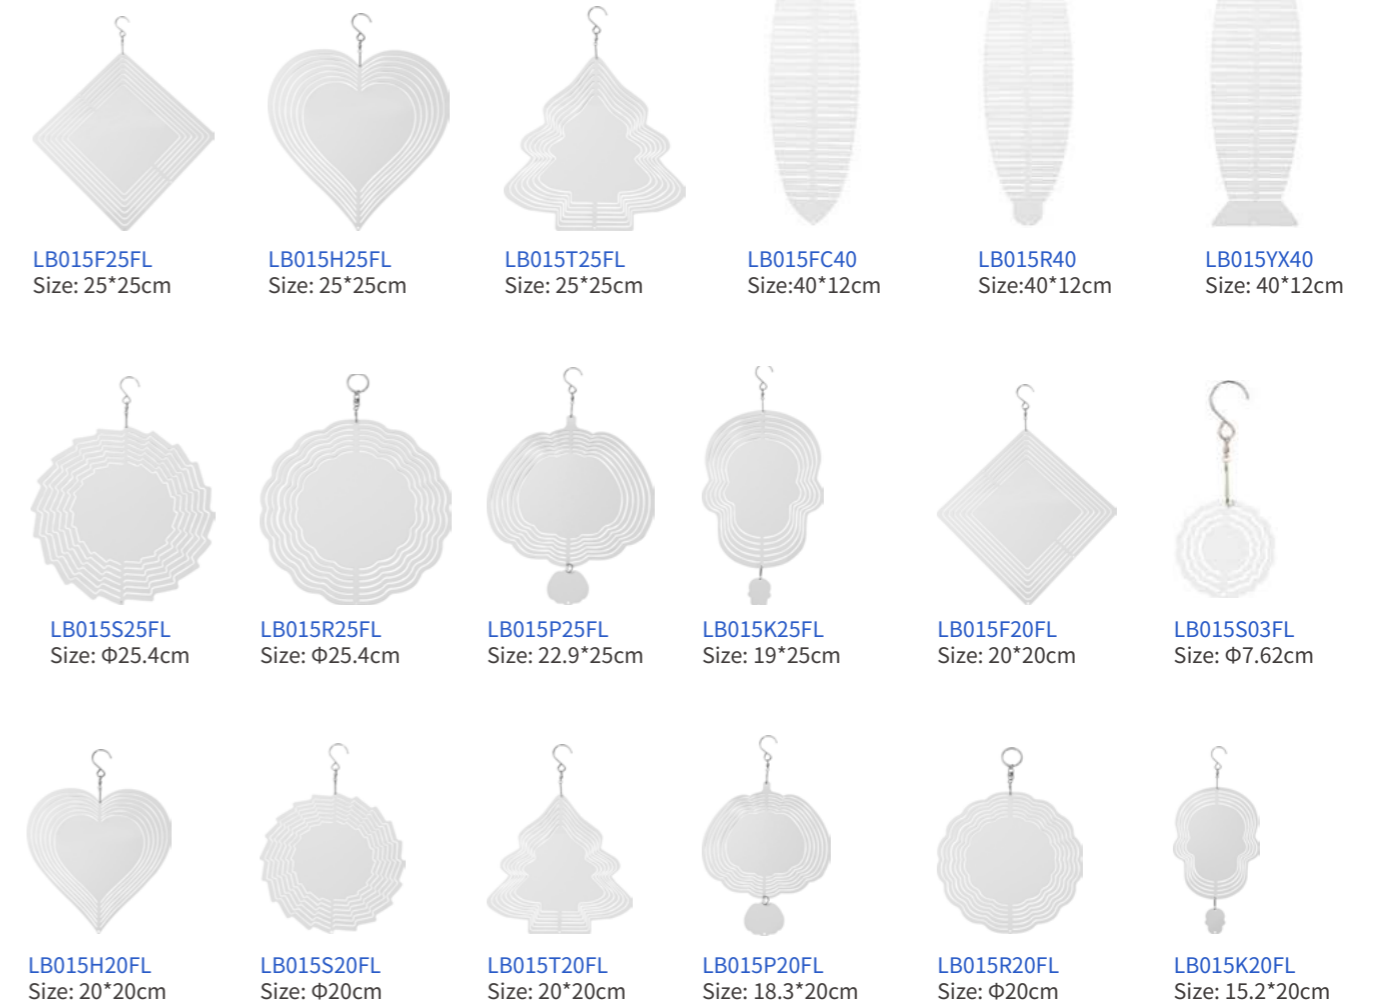 LB015F25FL
Size: 25*25cm
LB015H25FL
Size: 25*25cm
LB015T25FL
Size: 25*25cm
LB015FC40
Size:40*12cm
LB015R40
Size:40*12cm
LB015YX40
Size: 40*12cm
LB015S25FL
Size: Φ25.4cm
LB015R25FL
Size: Φ25.4cm
LB015P25FL
Size: 22.9*25cm
LB015K25FL
Size: 19*25cm
LB015F20FL
Size: 20*20cm
LB015S03FL
Size: Φ7.62cm
LB015H20FL
Size: 20*20cm
LB015S20FL
Size: Φ20cm
LB015T20FL
Size: 20*20cm
LB015P20FL
Size: 18.3*20cm
LB015R20FL
Size: Φ20cm
LB015K20FL
Size: 15.2*20cm